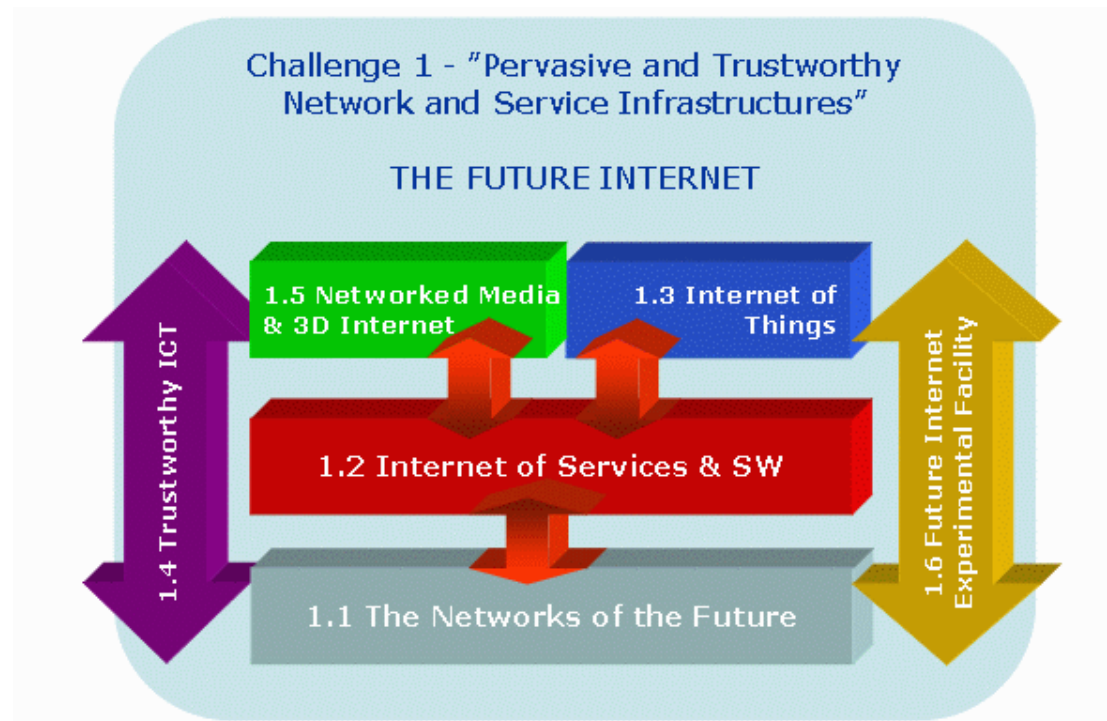 Challenge 1 - "Pervasive and Trustworthy
Network and Service Infrastructures"
THE FUTURE INTERNET
1.5 Networked Media
& 3D Internet
1.3 Internet of
Things
1.4 Trustworthy ICT
1.2 Internet of Services & SW
1.6 Future Internet
Experimental Facility
1.1 The Networks of the Future